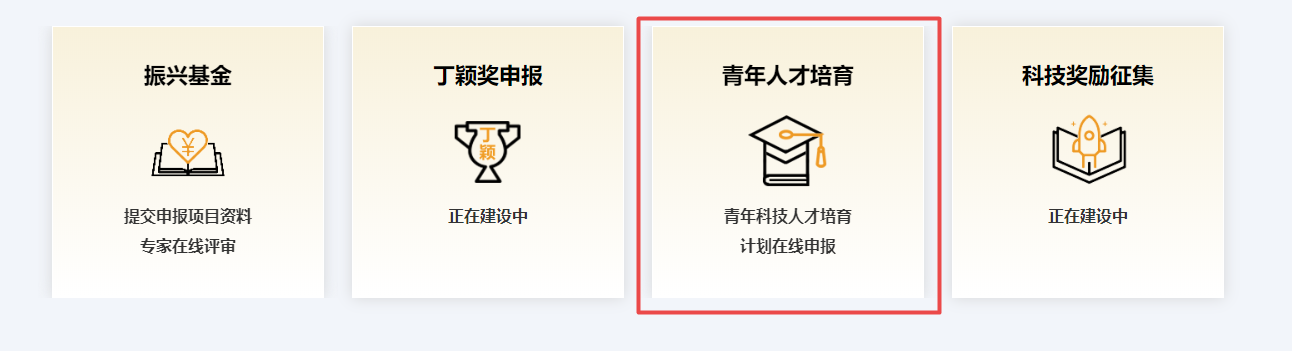 振兴基金
¥
提交申报项目资料
专家在线评审
丁颖奖申报
丁
颖
正在建设中
青年人才培育
青年科技人才培育
计划在线申报
科技奖励征集
正在建设中